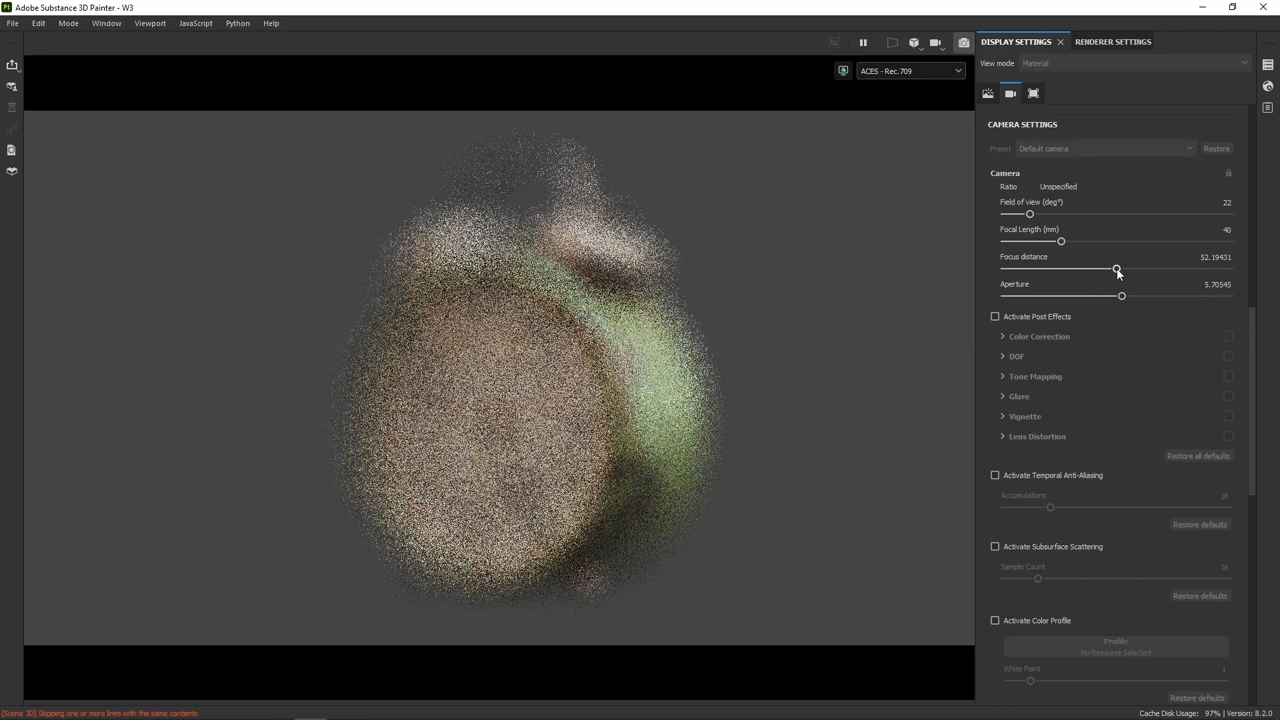 Adobe Substance 3D Painter - W3
File Edit Mode Window Viewport JavaScript Python Help
DISPLAY SETTINGS RENDERER SETTINGS
View mode Material
ACES - Rec.709
CAMERA SETTINGS
Preset Default camera Restore
Camera
Ratio Unspecified
Field of view (deg°) 22
Focal Length (mm) 40
Focus distance 52.19431
Aperture 5.70545
Activate Post Effects
Color Correction
DOF
Tone Mapping
Glare
Vignette
Lens Distortion
Restore all defaults
Activate Temporal Anti-Aliasing
Accumulations 16
Restore defaults
Activate Subsurface Scattering
Sample Count 16
Restore defaults
Activate Color Profile
Profile
No Resource Selected
White Point 1
Restore defaults
[Scene 3D] Skipping one or more lines with the same contents
Cache Disk Usage: 97% | Version: 8.2.0